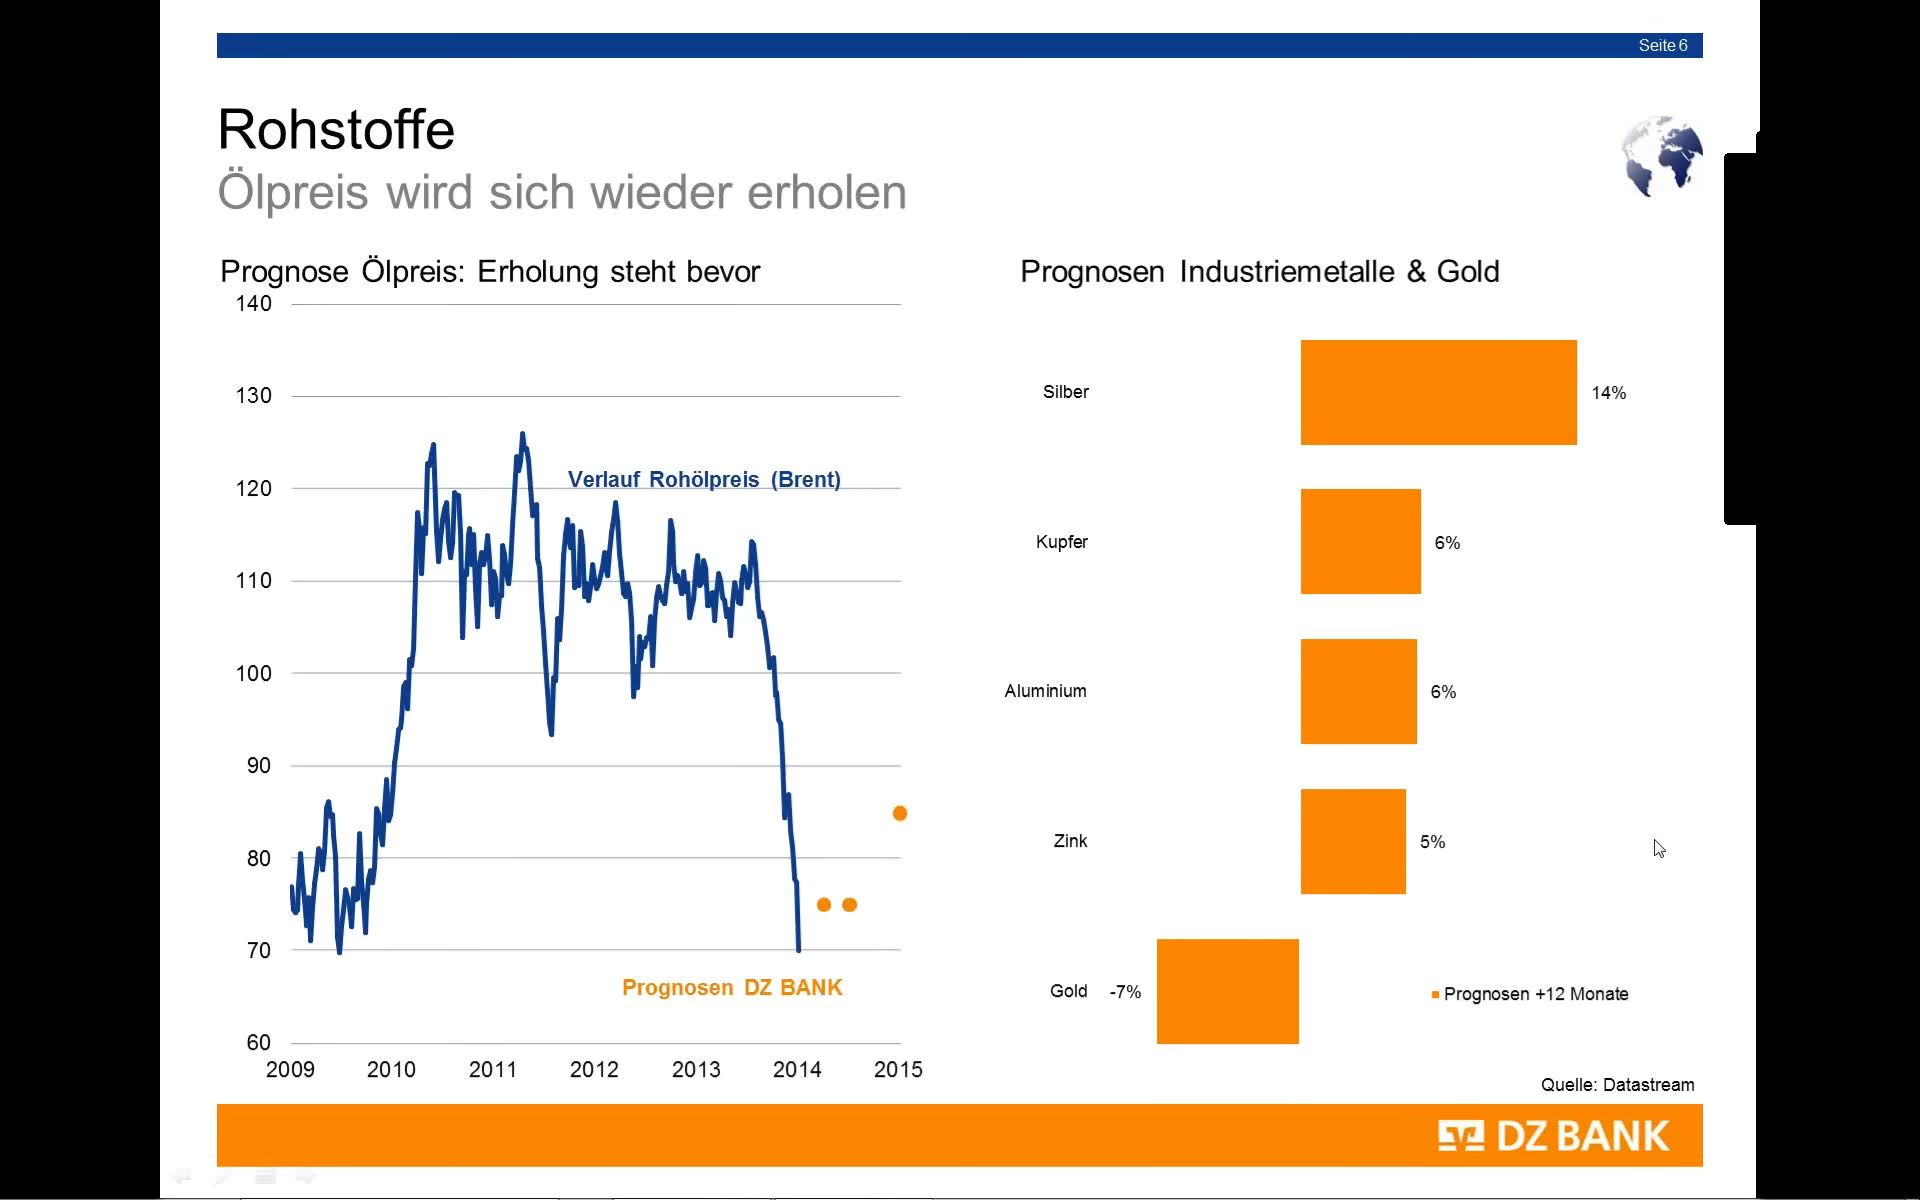 Seite 6
Rohstoffe
Ölpreis wird sich wieder erholen
Prognose Ölpreis: Erholung steht bevor
140
130
120
110
100
90
80
70
60
2009 2010 2011 2012 2013 2014 2015
Verlauf Rohölpreis (Brent)
Prognosen DZ BANK
Prognosen Industriemetalle & Gold
Silber 14%
Kupfer 6%
Aluminium 6%
Zink 5%
Gold -7%
Prognosen +12 Monate
Quelle: Datastream
DZ BANK